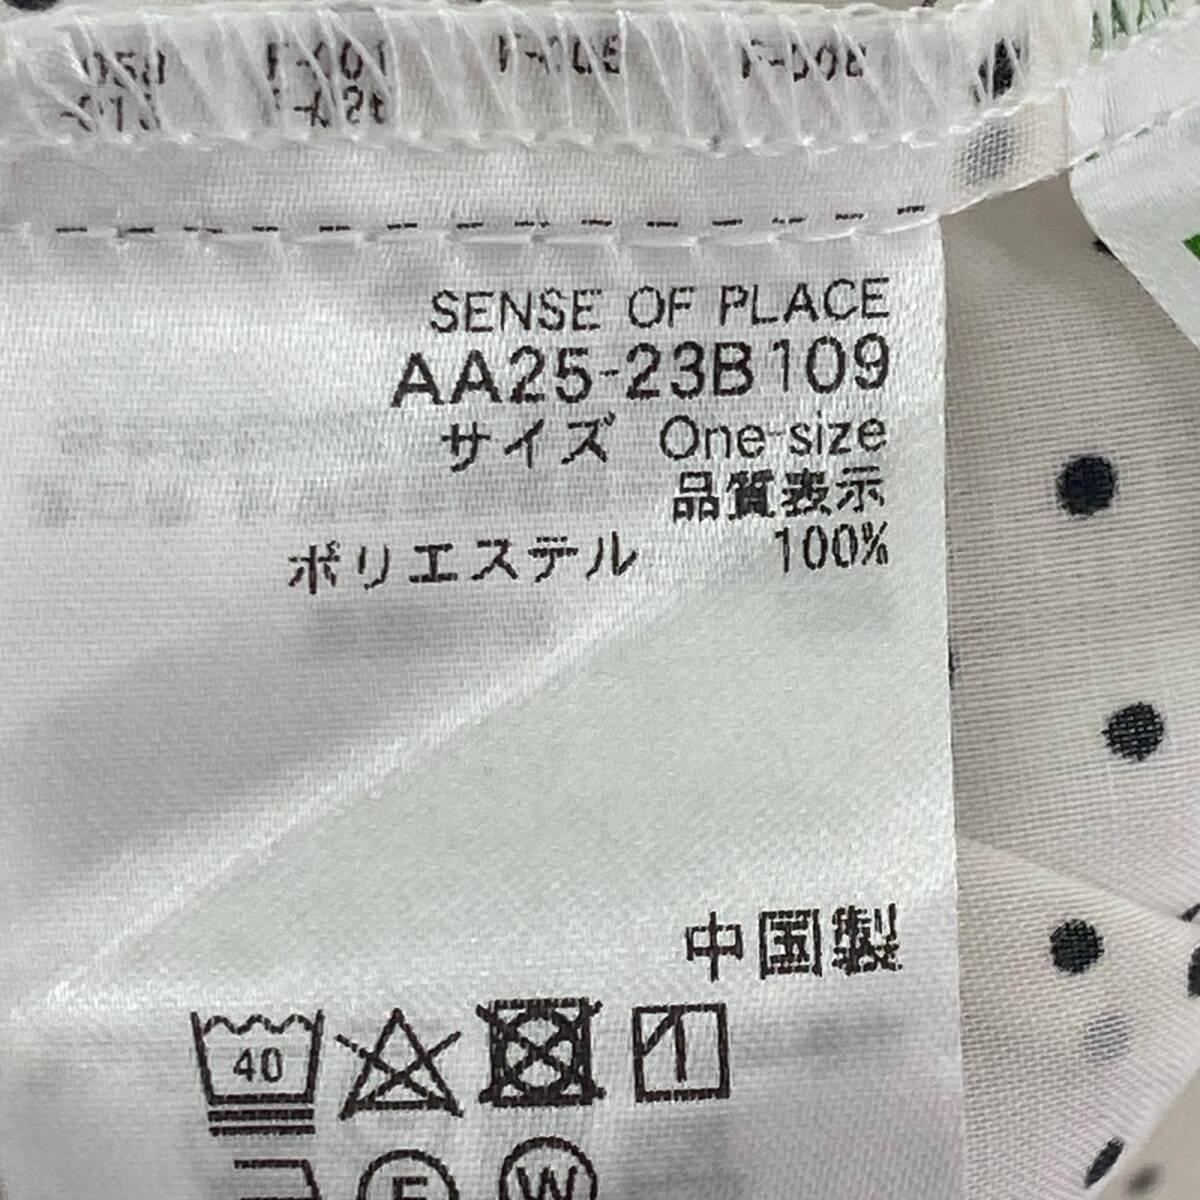 SENSE OF PLACE
AA25-23B109
サイズ One-size
品質表示
ポリエステル 100%
中国製
40
F W